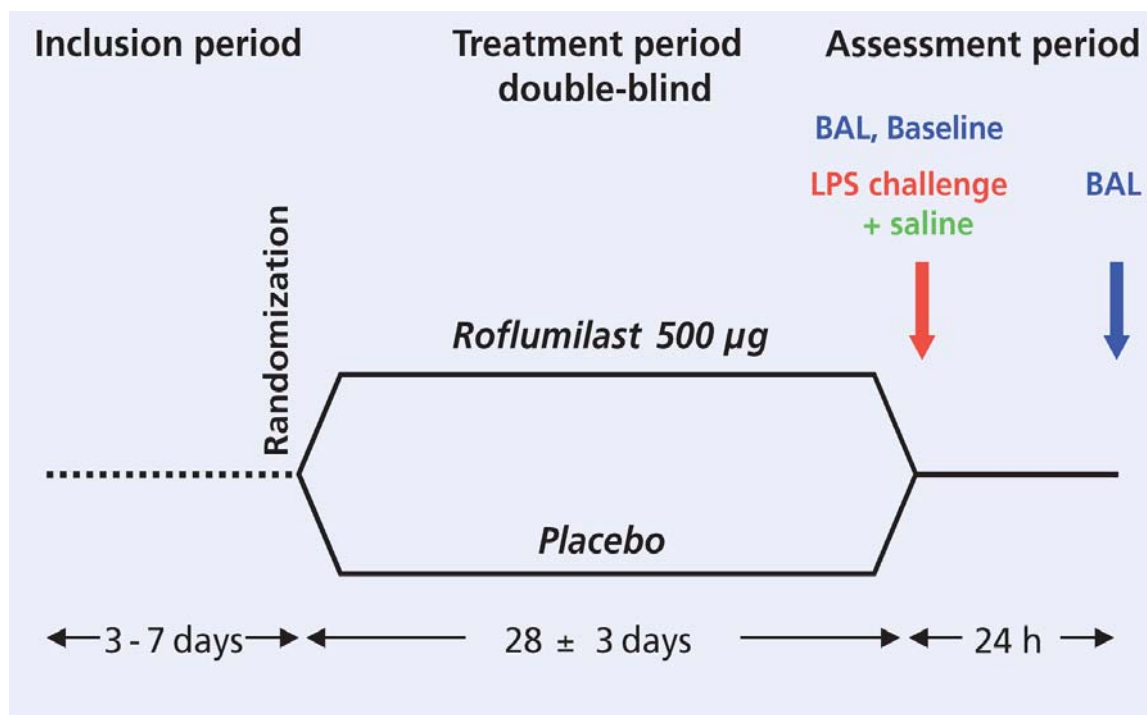 Inclusion period
Treatment period
double-blind
Assessment period
BAL, Baseline
LPS challenge
+ saline
BAL
Randomization
Roflumilast 500 µg
Placebo
3 - 7 days
28 ± 3 days
24 h